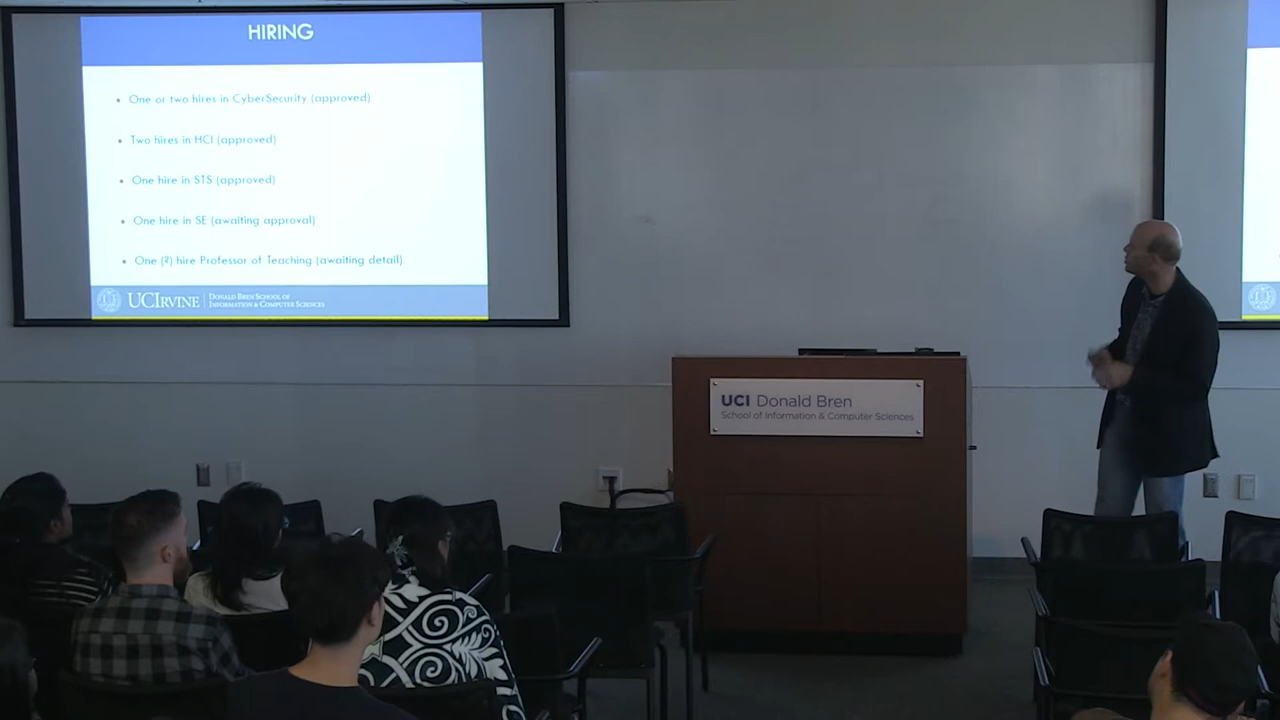 HIRING
One or two hires in CyberSecurity (approved)
Two hires in HCI (approved)
One hire in STS (approved)
One hire in SE (awaiting approval)
One (?) hire Professor of Teaching (awaiting detail)
UCIRVINE
DONALD BREN SCHOOL OF
INFORMATION & COMPUTER SCIENCES
UCI Donald Bren
School of Information & Computer Sciences